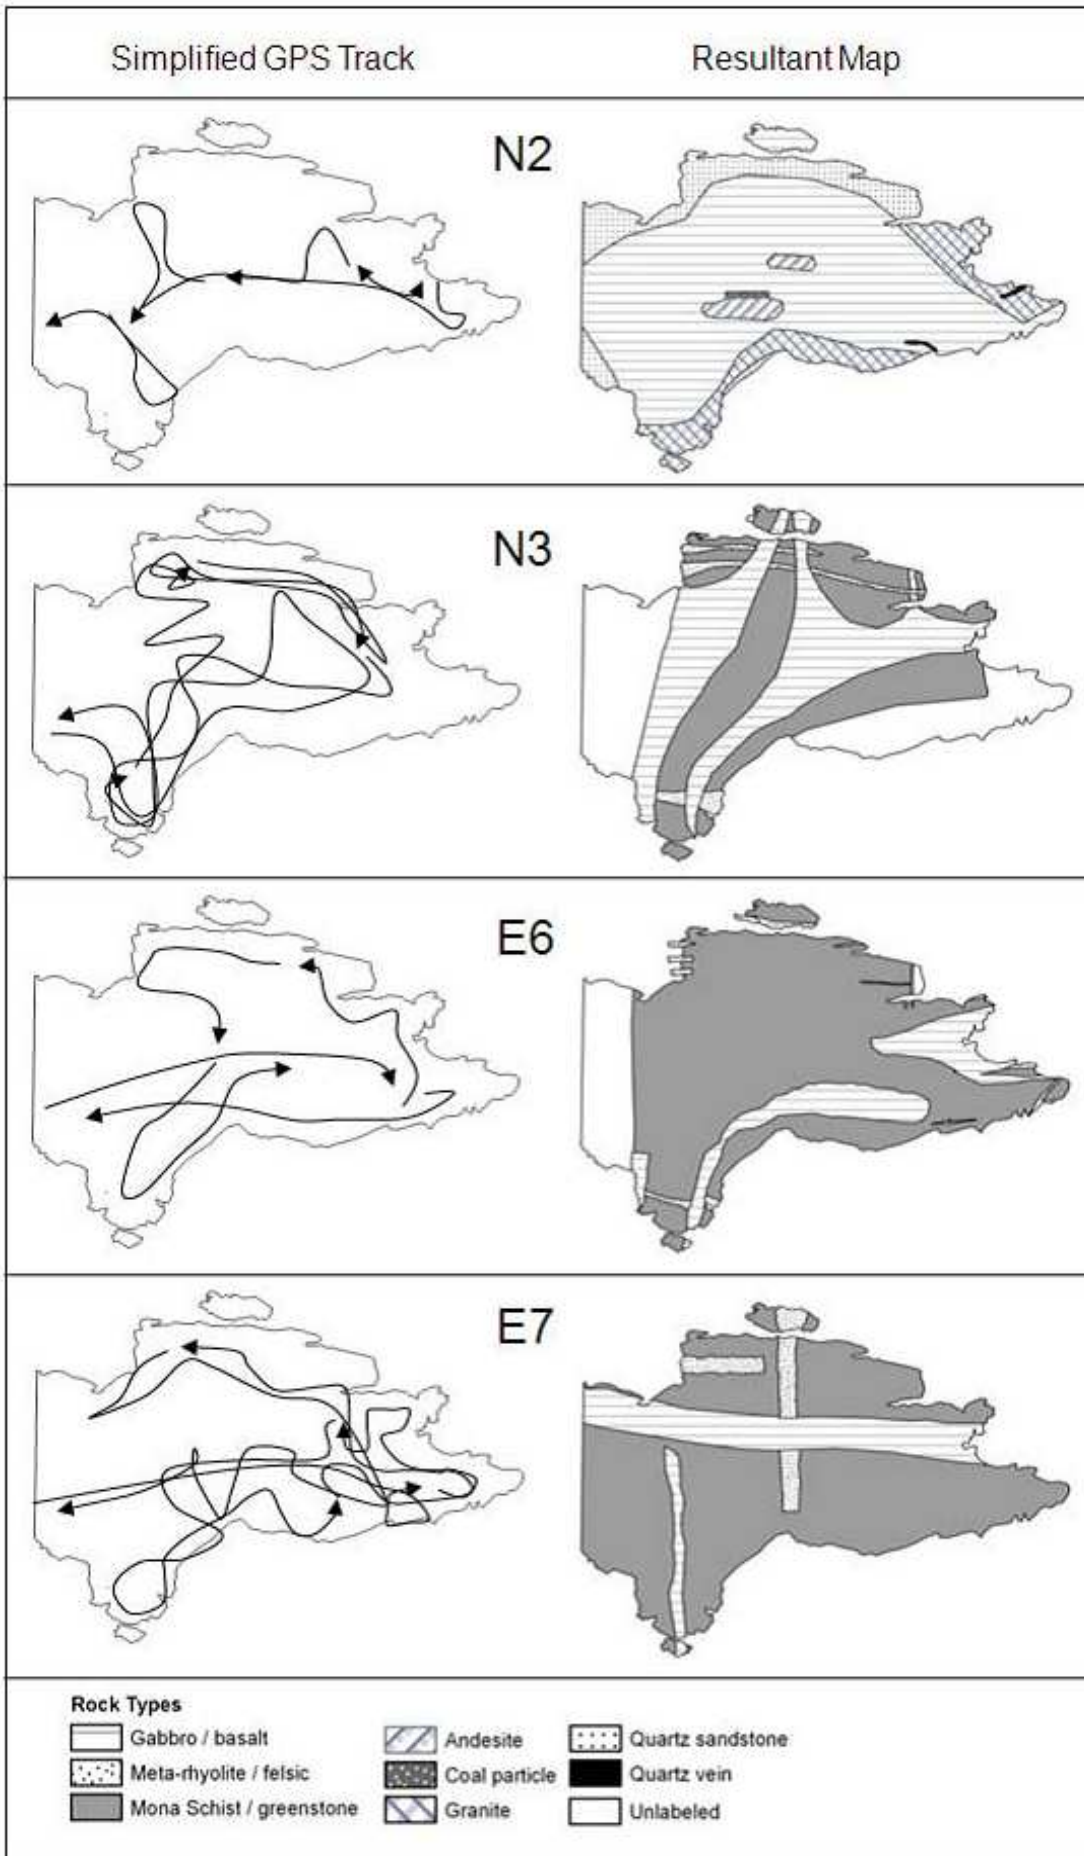 Simplified GPS Track Resultant Map
N2
N3
E6
E7
Rock Types
Gabbro / basalt Andesite Quartz sandstone
Meta-rhyolite / felsic Coal particle Quartz vein
Mona Schist / greenstone Granite Unlabeled